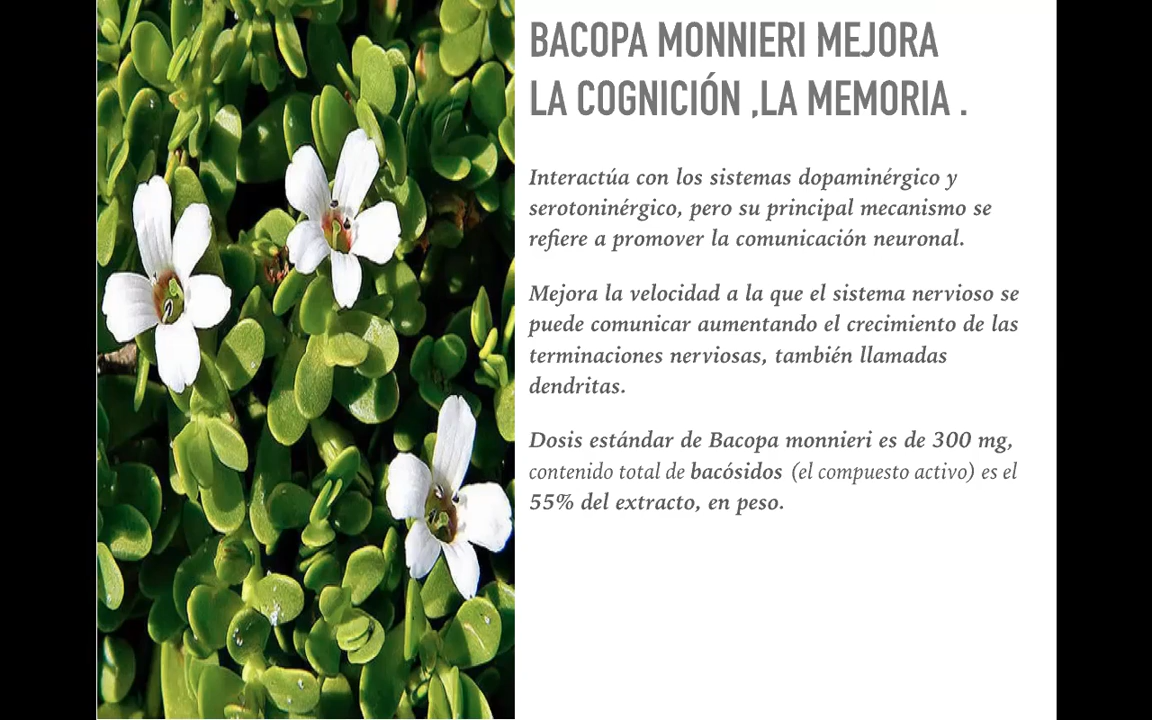 BACOPA MONNIERI MEJORA
LA COGNICIÓN ,LA MEMORIA .
Interactúa con los sistemas dopaminérgico y
serotoninérgico, pero su principal mecanismo se
refiere a promover la comunicación neuronal.
Mejora la velocidad a la que el sistema nervioso se
puede comunicar aumentando el crecimiento de las
terminaciones nerviosas, también llamadas
dendritas.
Dosis estándar de Bacopa monnieri es de 300 mg,
contenido total de bacósidos (el compuesto activo) es el
55% del extracto, en peso.